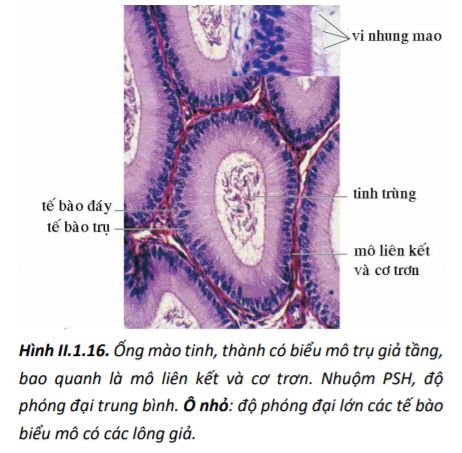 vi nhung mao
tinh trùng
tế bào đáy
tế bào trụ
mô liên kết
và cơ trơn
Hình II.1.16. Ống mào tinh, thành có biểu mô trụ giả tầng,
bao quanh là mô liên kết và cơ trơn. Nhuộm PSH, độ
phóng đại trung bình. Ô nhỏ: độ phóng đại lớn các tế bào
biểu mô có các lông giả.